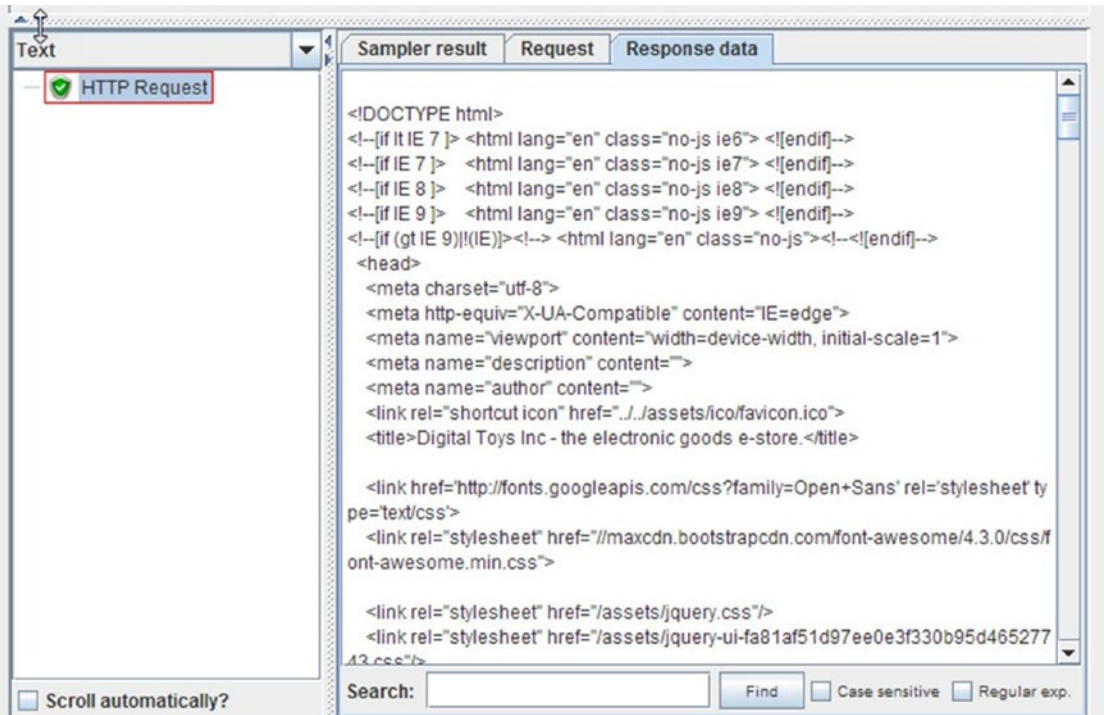 Text
HTTP Request
Scroll automatically?
Sampler result Request Response data
<!DOCTYPE html>
<!--[if lt IE 7 ]> <html lang="en" class="no-js ie6"> <![endif]-->
<!--[if IE 7 ]> <html lang="en" class="no-js ie7"> <![endif]-->
<!--[if IE 8 ]> <html lang="en" class="no-js ie8"> <![endif]-->
<!--[if IE 9 ]> <html lang="en" class="no-js ie9"> <![endif]-->
<!--[if (gt IE 9)|!(IE)]><!--> <html lang="en" class="no-js"><!--<![endif]-->
<head>
<meta charset="utf-8">
<meta http-equiv="X-UA-Compatible" content="IE=edge">
<meta name="viewport" content="width=device-width, initial-scale=1">
<meta name="description" content="">
<meta name="author" content="">
<link rel="shortcut icon" href="../../assets/ico/favicon.ico">
<title>Digital Toys Inc - the electronic goods e-store.</title>
<link href='http://fonts.googleapis.com/css?family=Open+Sans' rel='stylesheet' ty
pe='text/css'>
<link rel="stylesheet" href="//maxcdn.bootstrapcdn.com/font-awesome/4.3.0/css/f
ont-awesome.min.css">
<link rel="stylesheet" href="/assets/jquery.css"/>
<link rel="stylesheet" href="/assets/jquery-ui-fa81af51d97ee0e3f330b95d465277
43.css"/>
Search: Find Case sensitive Regular exp.